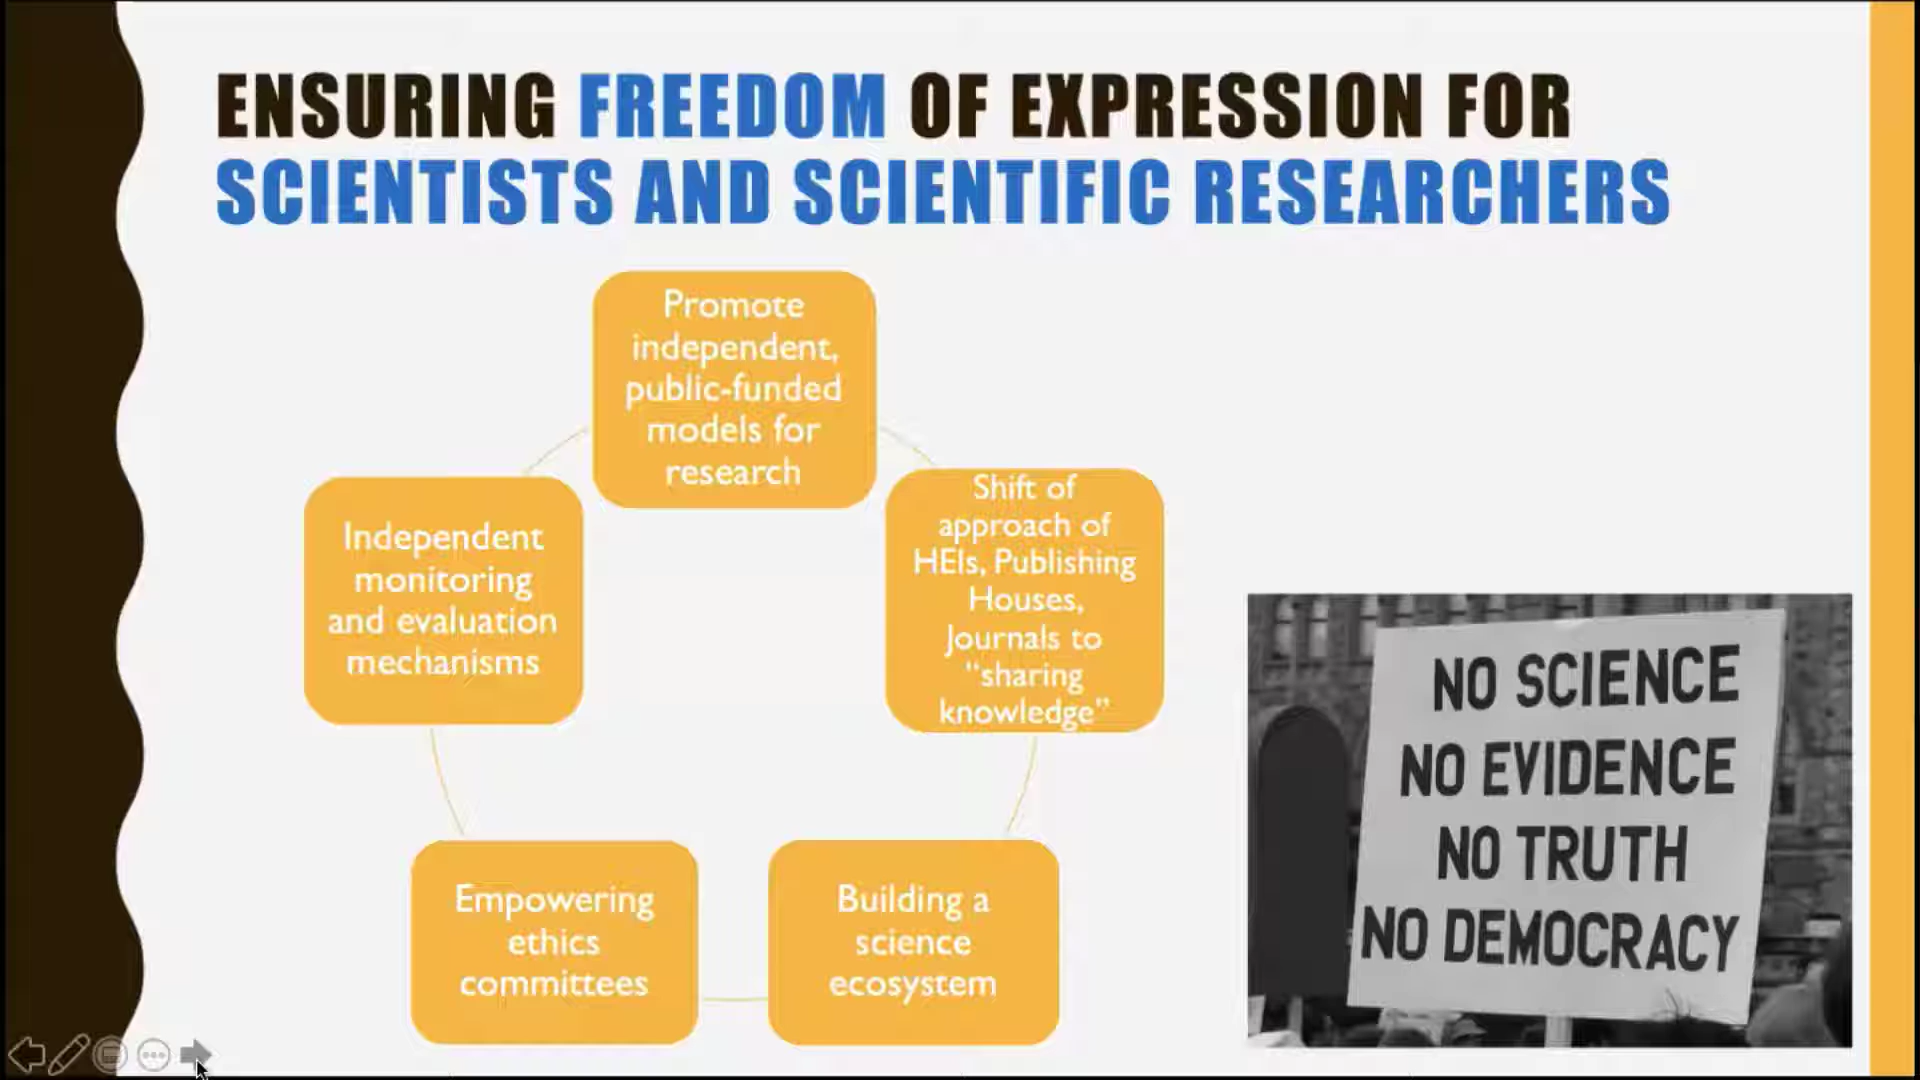 ENSURING FREEDOM OF EXPRESSION FOR
SCIENTISTS AND SCIENTIFIC RESEARCHERS
Promote
independent,
public-funded
models for
research
Shift of
approach of
HEIs, Publishing
Houses,
Journals to
“sharing
knowledge”
Building a
science
ecosystem
Empowering
ethics
committees
Independent
monitoring
and evaluation
mechanisms
NO SCIENCE
NO EVIDENCE
NO TRUTH
NO DEMOCRACY